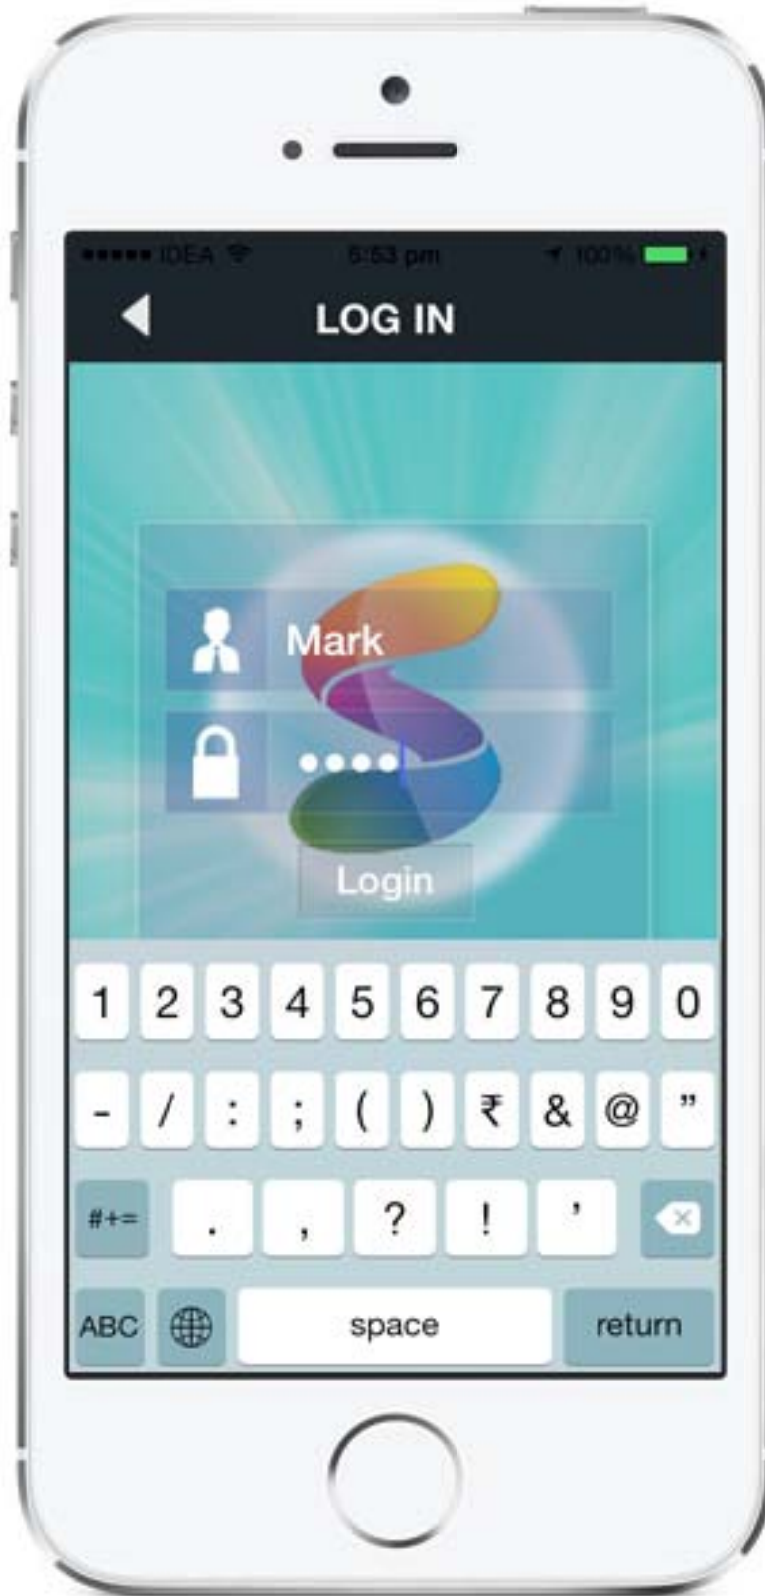 IDEA 5:53 pm 100%
LOG IN
Mark
••••
Login
1 2 3 4 5 6 7 8 9 0
- / : ; ( ) ₹ & @ ”
#+= . , ? ! ’
ABC space return